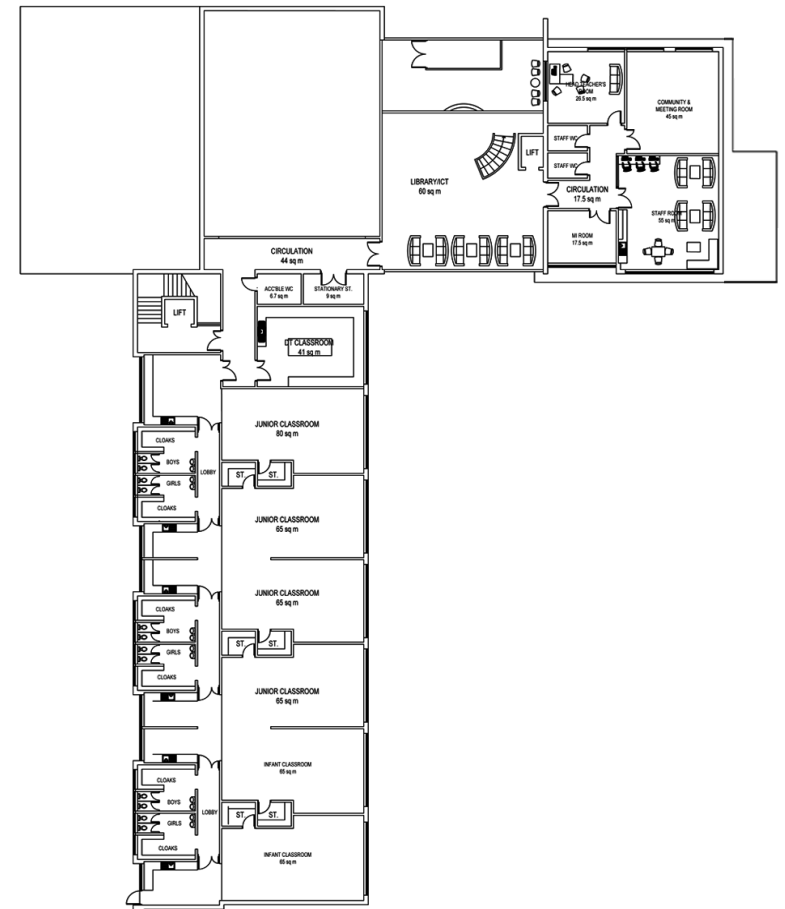 HEAD TEACHER'S
ROOM
26.5 sq m
COMMUNITY &
MEETING ROOM
45 sq m
STAFF WC
LIFT
STAFF WC
LIBRARY/ICT
60 sq m
CIRCULATION
17.5 sq m
STAFF ROOM
55 sq m
MI ROOM
17.5 sq m
CIRCULATION
44 sq m
ACC'BLE WC
6.7 sq m
STATIONARY ST.
9 sq m
LIFT
CT CLASSROOM
41 sq m
JUNIOR CLASSROOM
80 sq m
CLOAKS
BOYS
LOBBY
GIRLS
CLOAKS
ST.
ST.
JUNIOR CLASSROOM
65 sq m
JUNIOR CLASSROOM
65 sq m
CLOAKS
BOYS
GIRLS
CLOAKS
ST.
ST.
JUNIOR CLASSROOM
65 sq m
INFANT CLASSROOM
65 sq m
CLOAKS
BOYS
LOBBY
GIRLS
CLOAKS
ST.
ST.
INFANT CLASSROOM
65 sq m